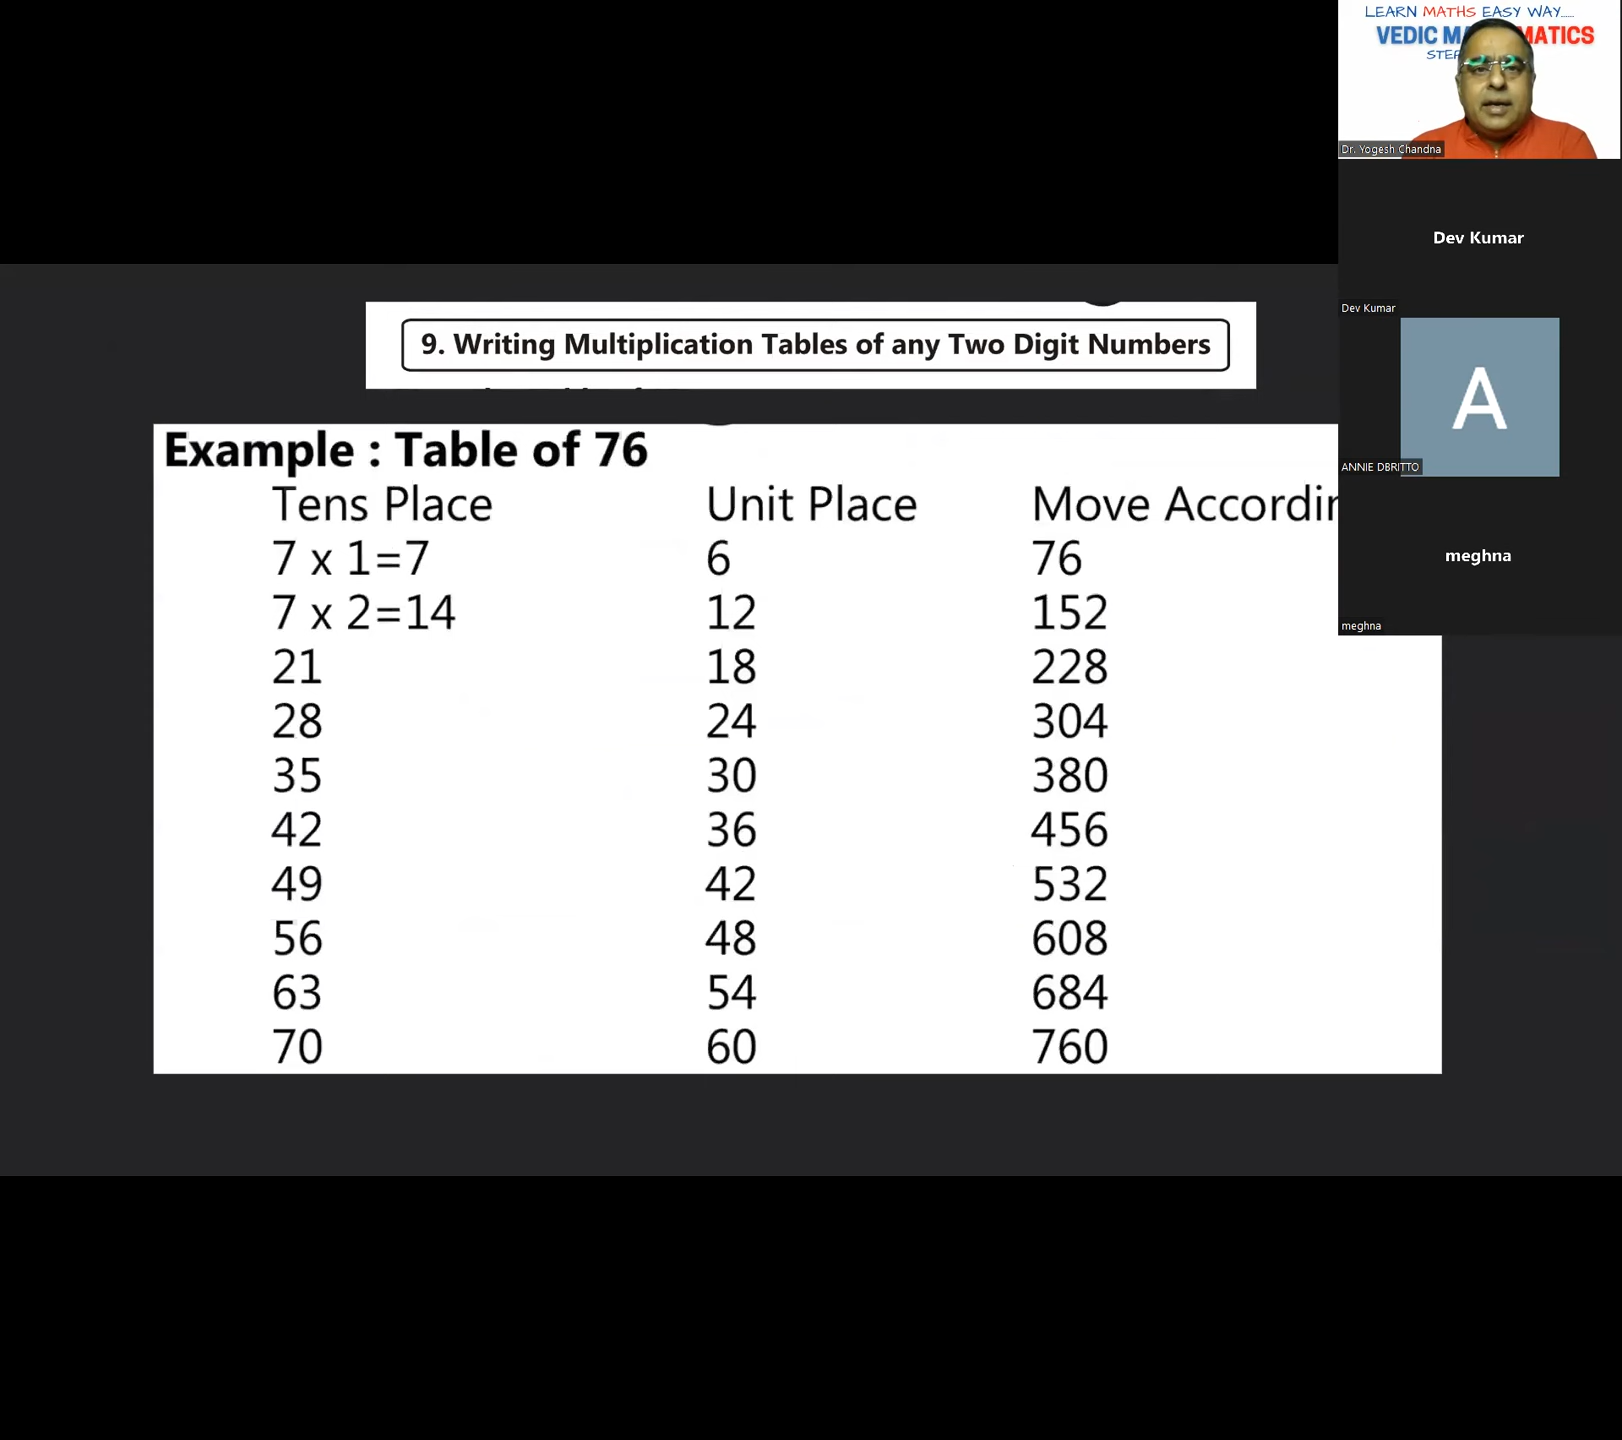 LEARN MATHS EASY WAY......
VEDIC
Dr. Yogesh Chandna
Dev Kumar
Dev Kumar
A
ANNIE DBRITTO
meghna
meghna
9. Writing Multiplication Tables of any Two Digit Numbers
Example : Table of 76
Tens Place Unit Place Move
7 x 1=7 6 76
7 x 2=14 12 152
21 18 228
28 24 304
35 30 380
42 36 456
49 42 532
56 48 608
63 54 684
70 60 760